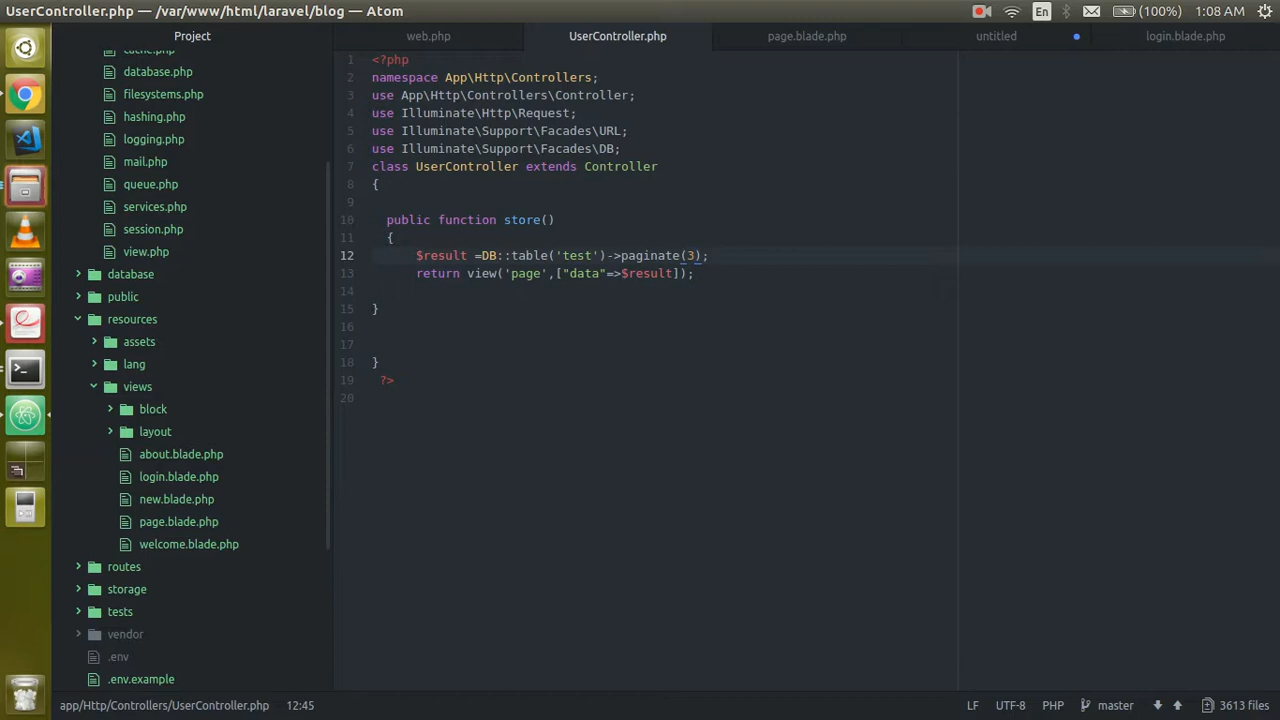 UserController.php — /var/www/html/laravel/blog — Atom
En
(100%)
1:08 AM
Project
web.php
UserController.php
page.blade.php
untitled
login.blade.php
cache.php
database.php
filesystems.php
hashing.php
logging.php
mail.php
queue.php
services.php
session.php
view.php
database
public
resources
assets
lang
views
block
layout
about.blade.php
login.blade.php
new.blade.php
page.blade.php
welcome.blade.php
routes
storage
tests
vendor
.env
.env.example
1 <?php
2 namespace App\Http\Controllers;
3 use App\Http\Controllers\Controller;
4 use Illuminate\Http\Request;
5 use Illuminate\Support\Facades\URL;
6 use Illuminate\Support\Facades\DB;
7 class UserController extends Controller
8 {
9
10 public function store()
11 {
12 $result =DB::table('test')->paginate(3);
13 return view('page',["data"=>$result]);
14
15 }
16
17
18 }
19 ?>
20
app/Http/Controllers/UserController.php 12:45
LF UTF-8 PHP master 3613 files